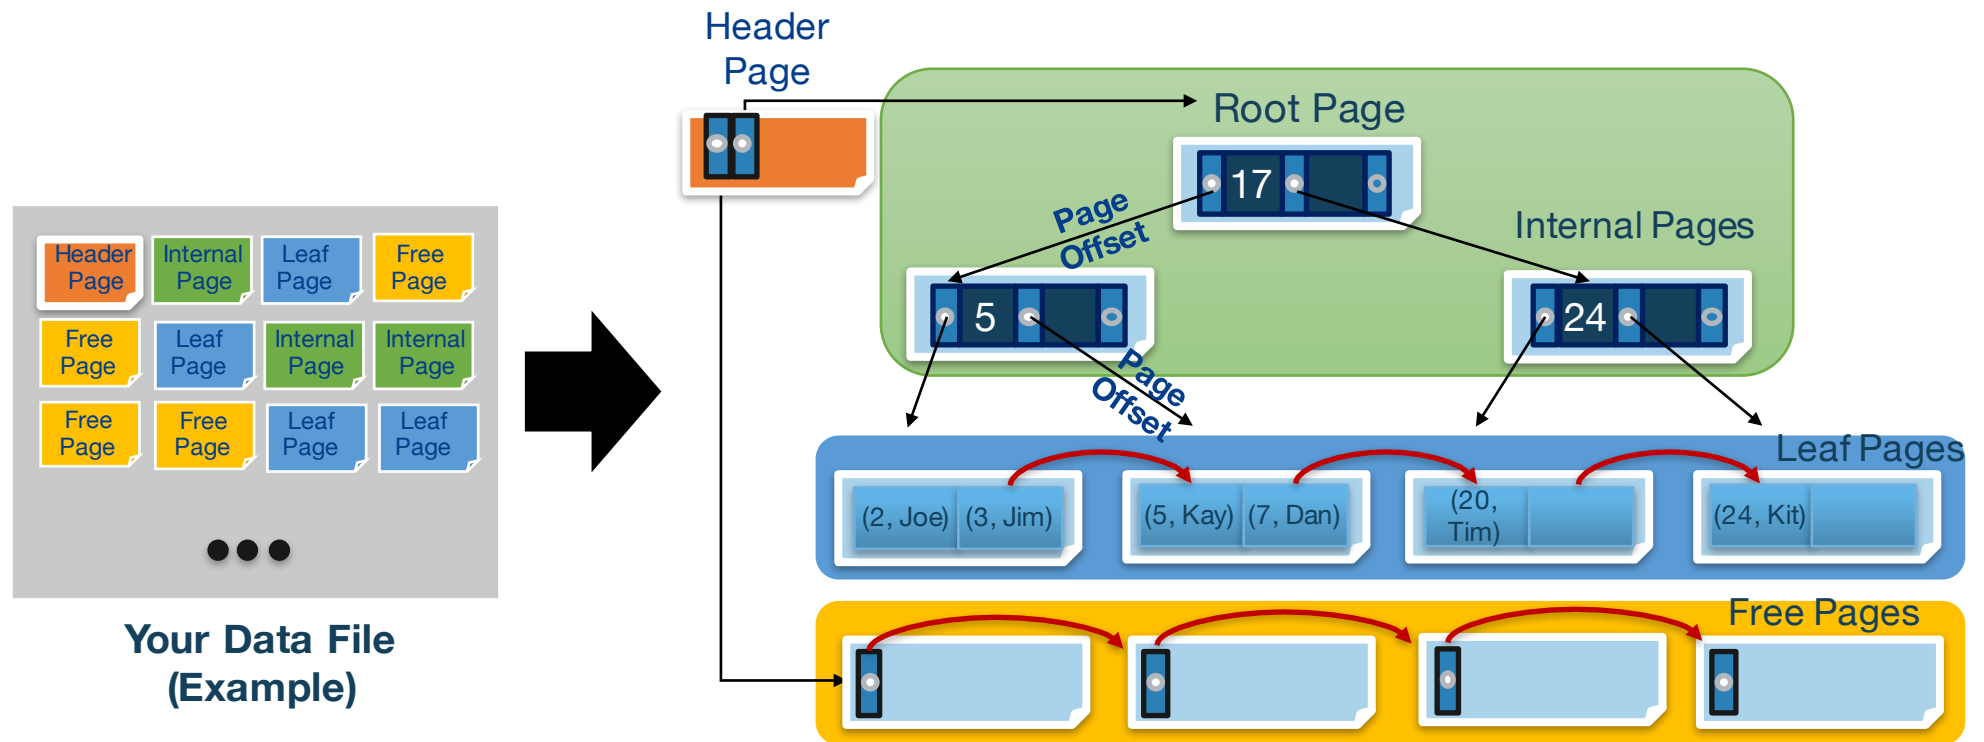 Header
Page
Internal
Page
Leaf
Page
Free
Page
Free
Page
Leaf
Page
Internal
Page
Internal
Page
Free
Page
Free
Page
Leaf
Page
Leaf
Page
Your Data File
(Example)
Header
Page
Root Page
17
Page
Offset
Internal Pages
5
24
Page
Offset
Leaf Pages
(2, Joe)
(3, Jim)
(5, Kay)
(7, Dan)
(20,
Tim)
(24, Kit)
Free Pages